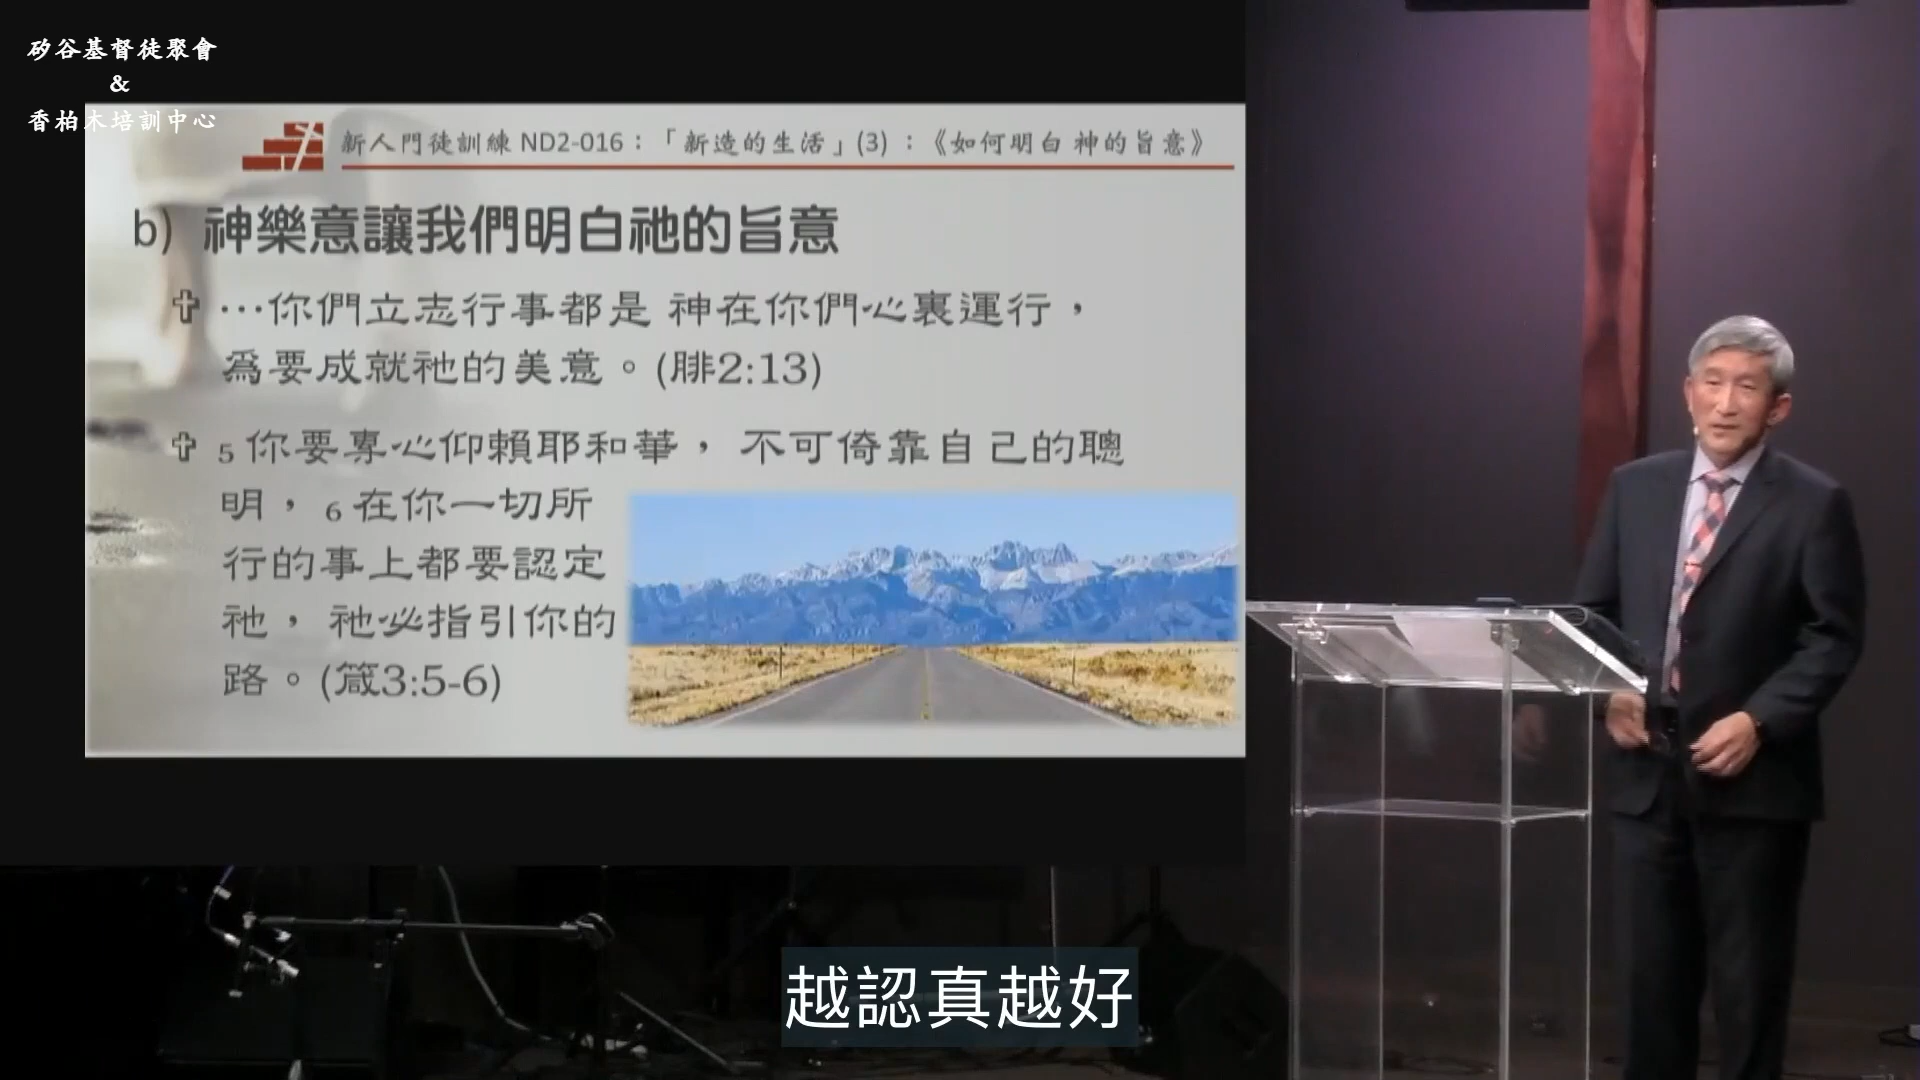 矽谷基督徒聚會
&
香柏木培訓中心
新人門徒訓練 ND2-016：「新造的生活」(3) ：《如何明白 神的旨意》
b) 神樂意讓我們明白祂的旨意
…你們立志行事都是 神在你們心裏運行，
為要成就祂的美意。(腓2:13)
5 你要專心仰賴耶和華， 不可倚靠自己的聰
明， 6 在你一切所
行的事上都要認定
祂， 祂必指引你的
路。(箴3:5-6)
越認真越好